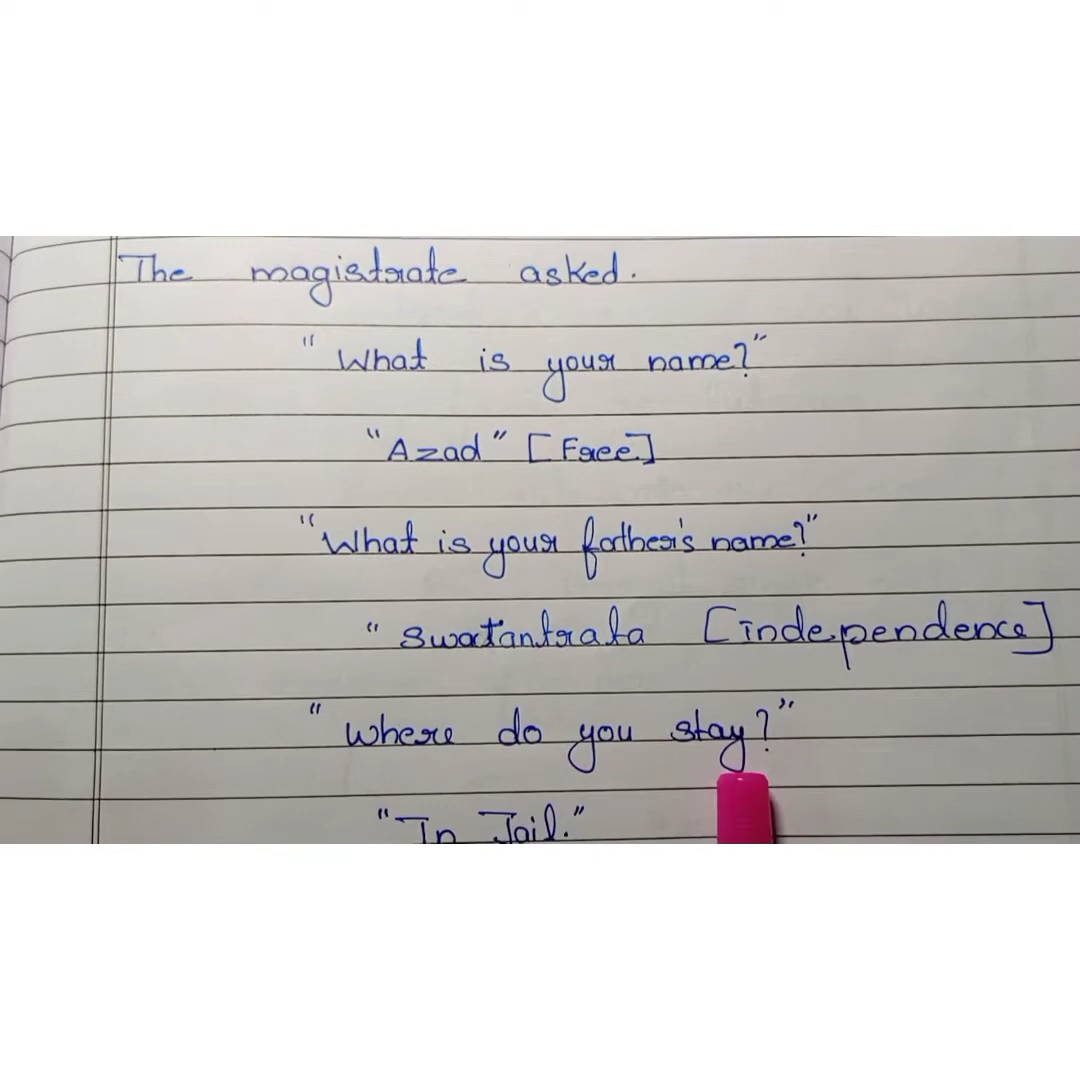 The magistrate asked.
"What is your name?"
"Azad" [Free]
"What is your father's name?"
"Swatantrata [independence]
"Where do you stay?"
"In Jail."